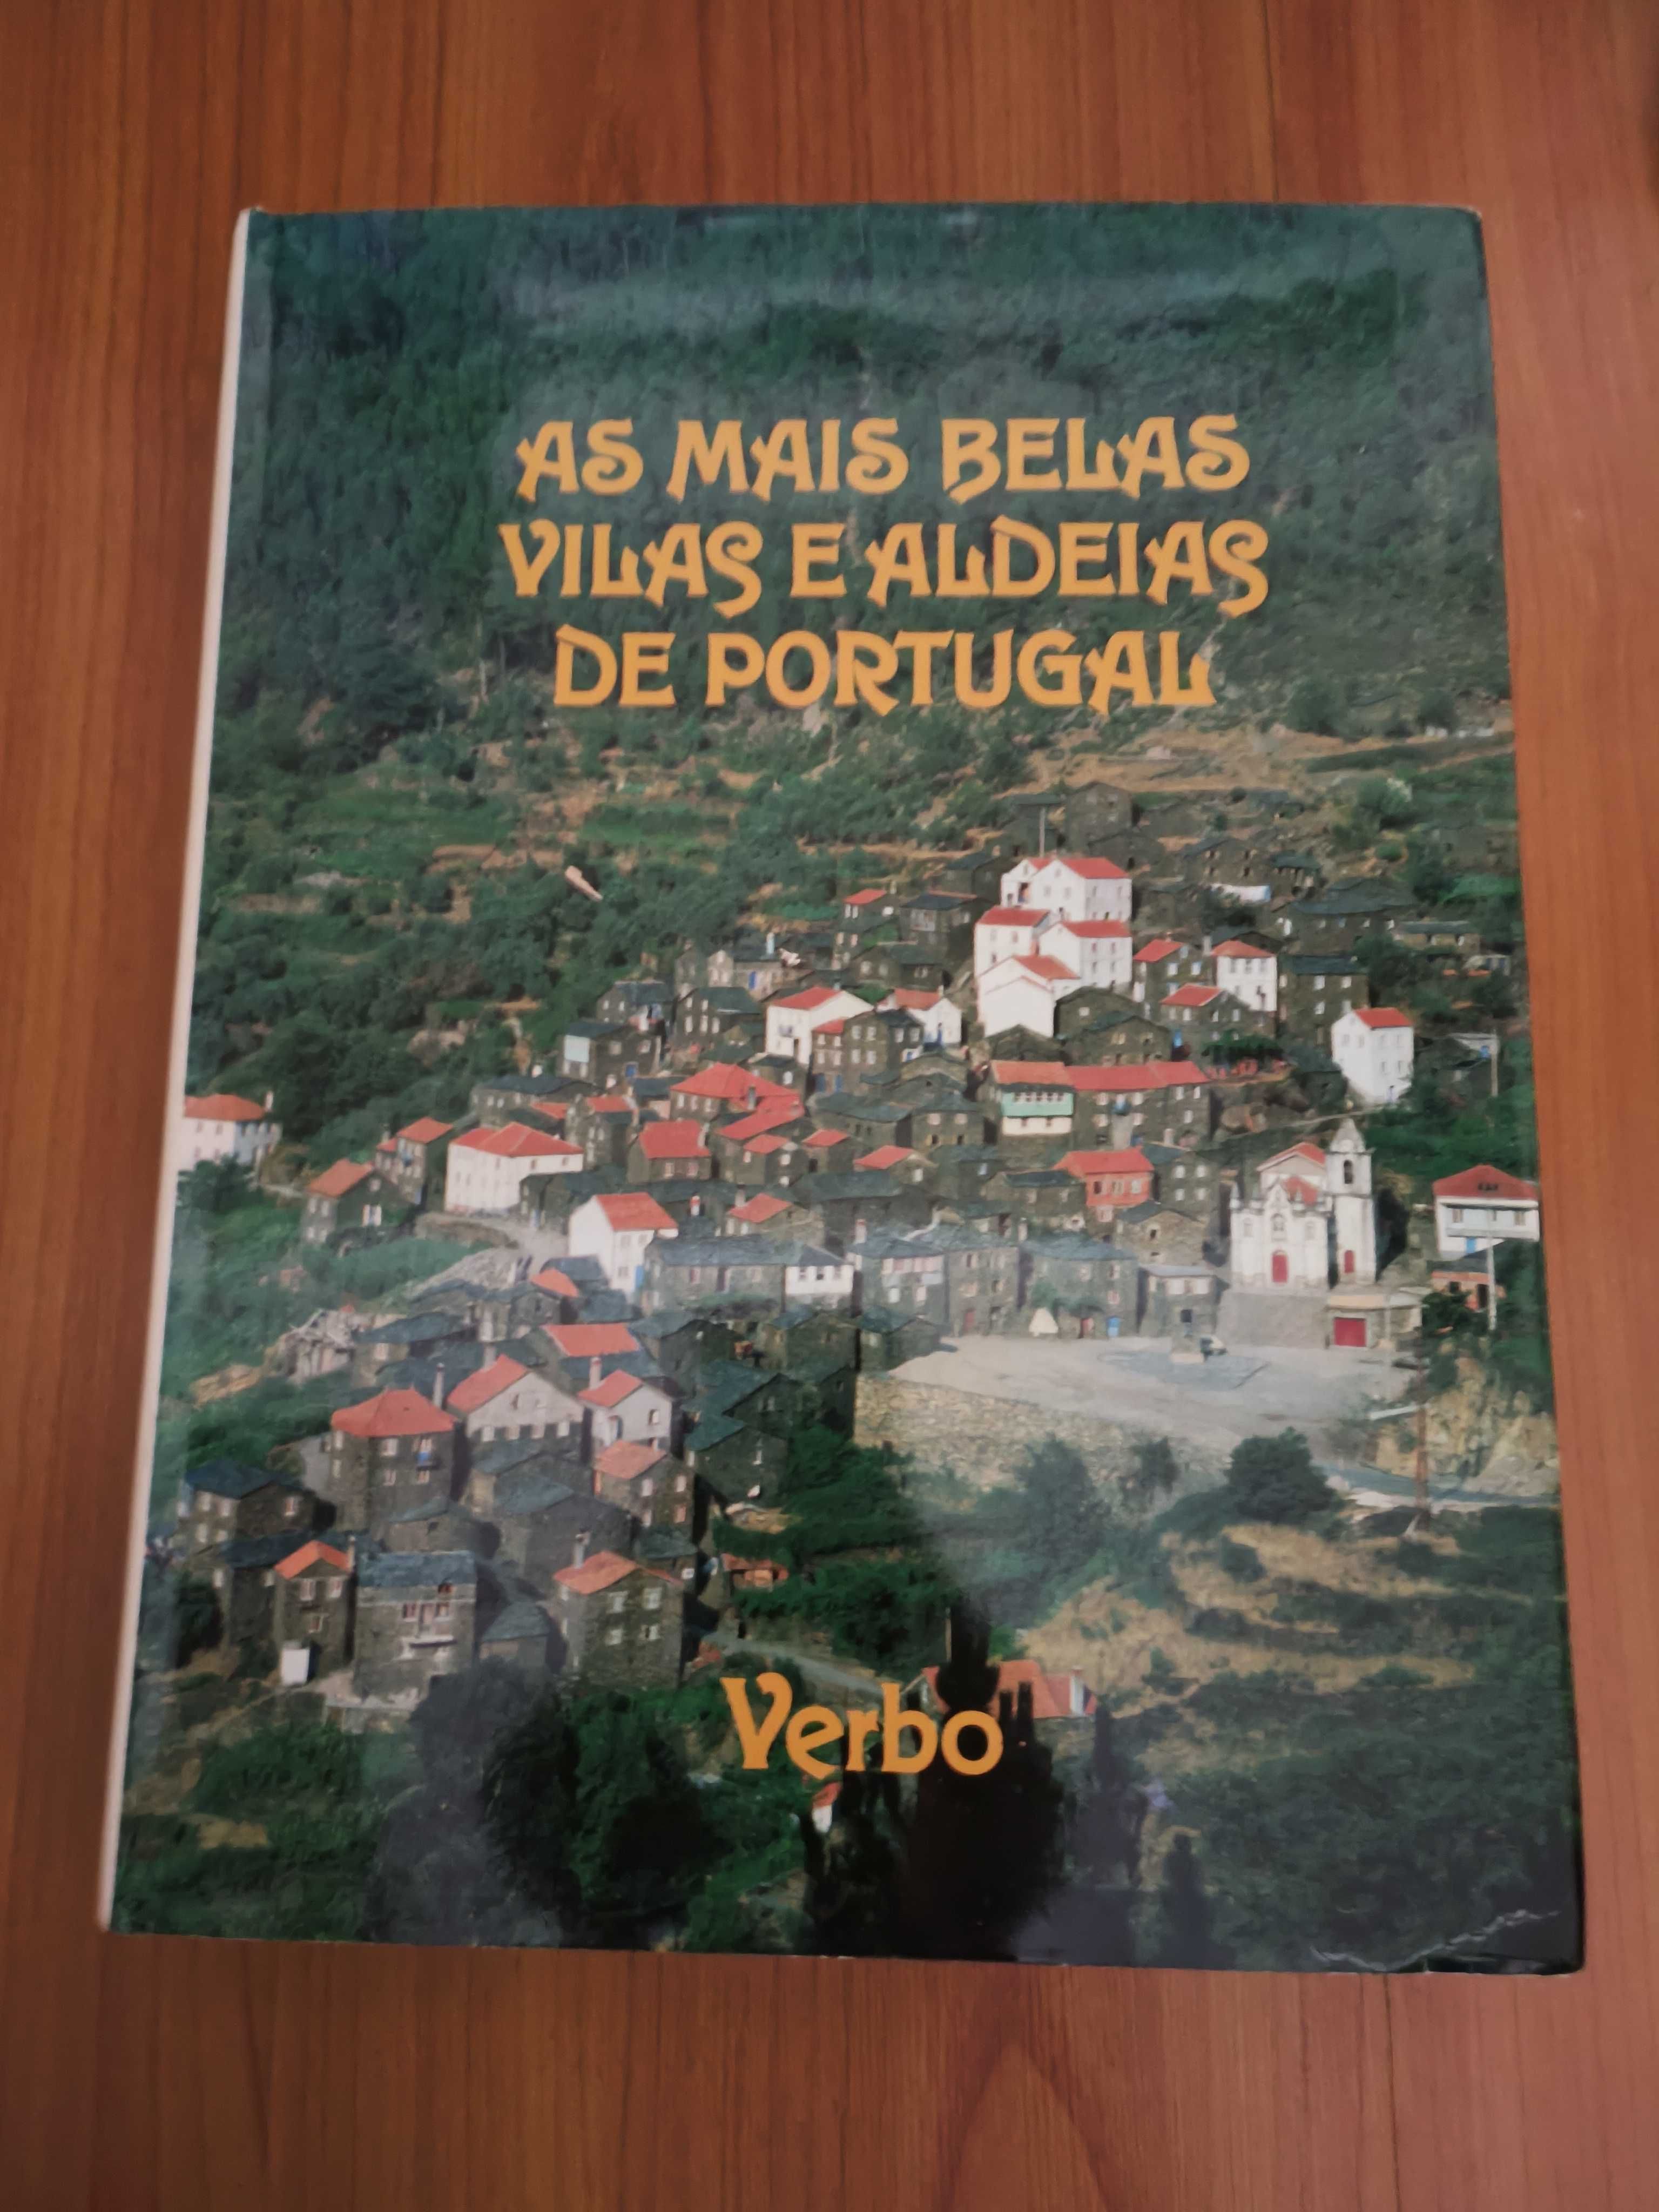 AS MAIS BELAS
VILAS E ALDEIAS
DE PORTUGAL
Verbo